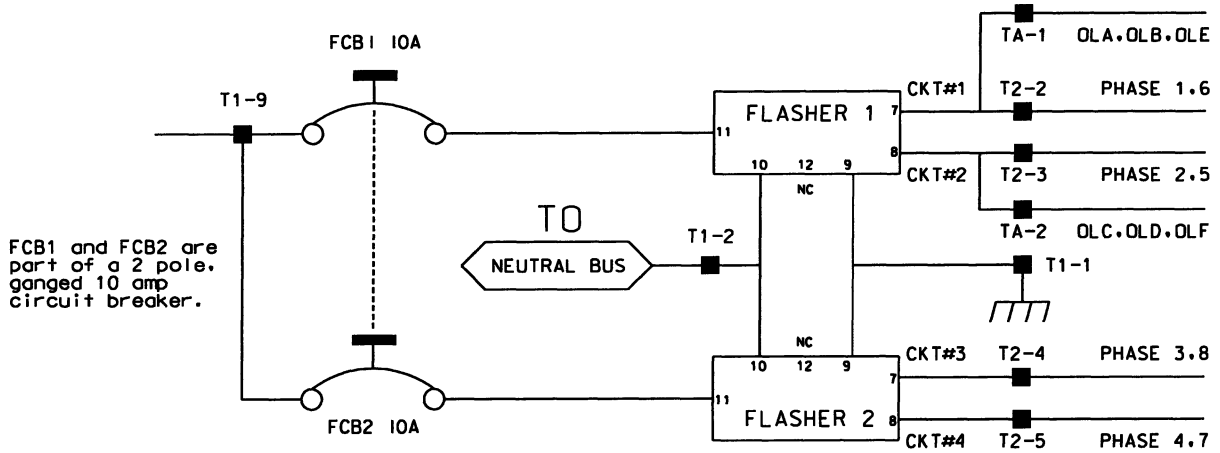 FCB1 10A
T1-9
TA-1 OLA.OLB.OLE
CKT#1 T2-2 PHASE 1.6
FLASHER 1
11
7
8
10 12 9
NC
CKT#2 T2-3 PHASE 2.5
TA-2 OLC.OLD.OLF
TO
NEUTRAL BUS
T1-2
T1-1
FCB1 and FCB2 are
part of a 2 pole.
ganged 10 amp
circuit breaker.
FCB2 10A
NC
10 12 9
11
7
8
FLASHER 2
CKT#3 T2-4 PHASE 3.8
CKT#4 T2-5 PHASE 4.7